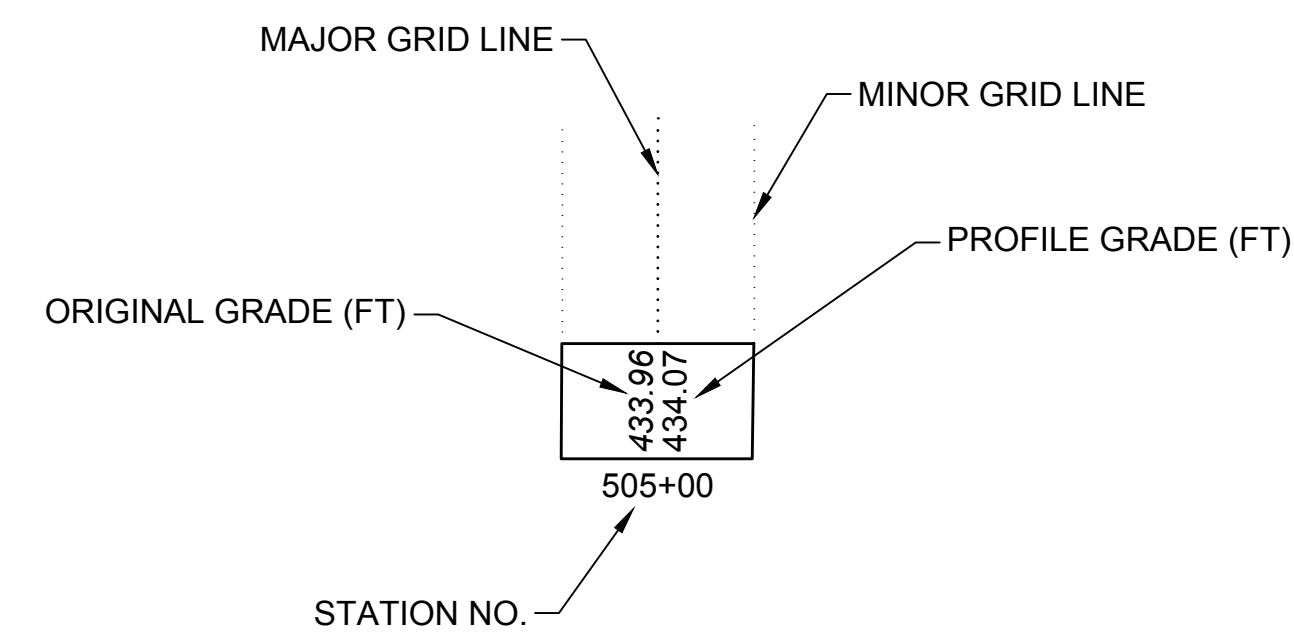 MAJOR GRID LINE
MINOR GRID LINE
PROFILE GRADE (FT)
ORIGINAL GRADE (FT)
433.96
434.07
505+00
STATION NO.